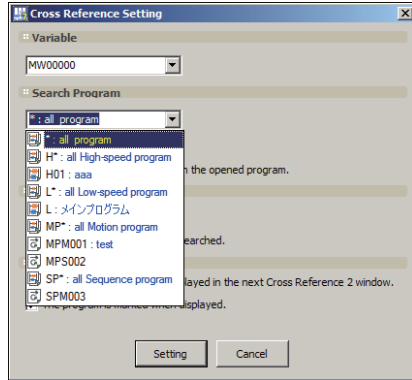 Cross Reference Setting
Variable
MW00000
Search Program
*: all program
*: all program
H*: all High-speed program
H01: aaa
n the opened program.
L*: all Low-speed program
L: メインプログラム
MP*: all Motion program
MPM001: test
earched.
MPS002
SP*: all Sequence program
layed in the next Cross Reference 2 window.
SPM003
The program is marked when displayed.
Setting
Cancel